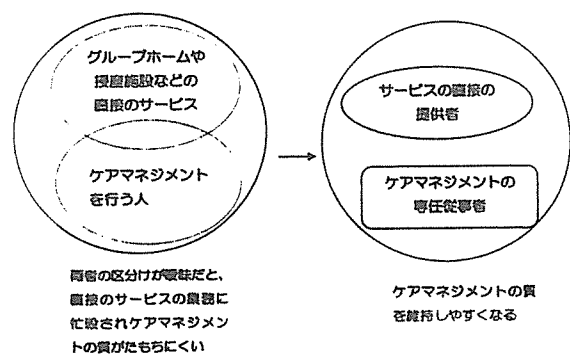 グループホームや
授産施設などの
直接のサービス
ケアマネジメント
を行う人
両者の区分けが曖昧だと、
直接のサービスの業務に
忙殺されケアマネジメン
トの質がたもちにくい
サービスの直接の
提供者
ケアマネジメントの
専任従事者
ケアマネジメントの質
を維持しやすくなる